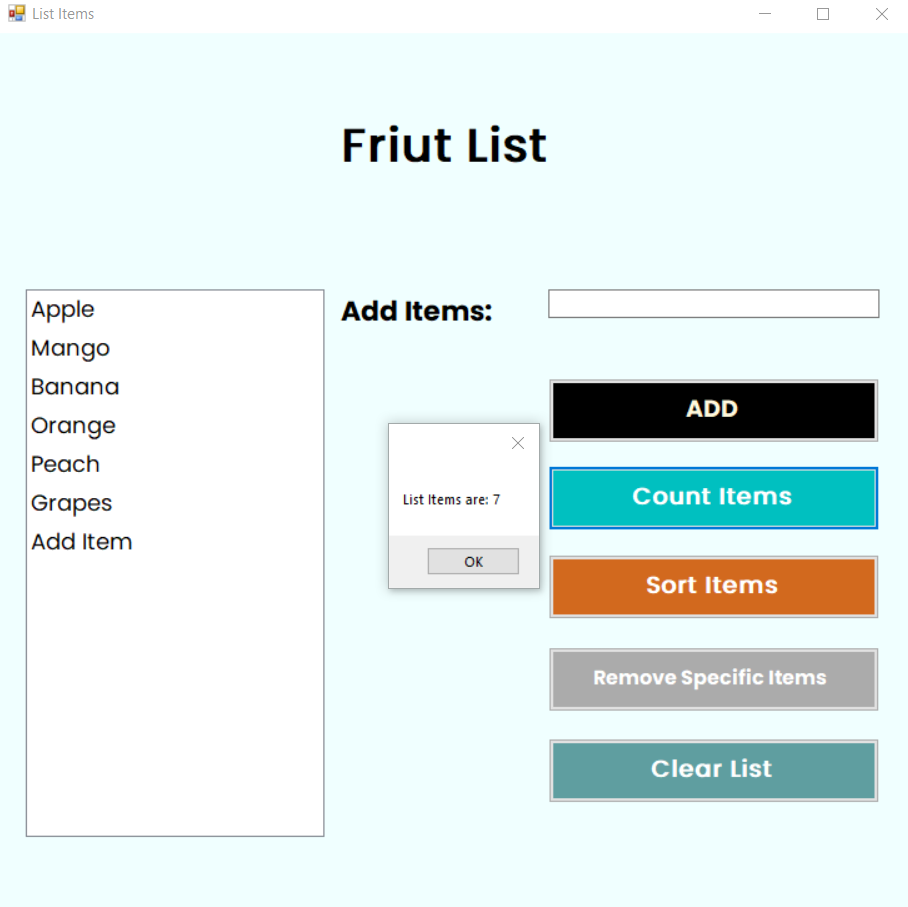 List Items
Friut List
Apple
Mango
Banana
Orange
Peach
Grapes
Add Item
Add Items:
ADD
Count Items
Sort Items
Remove Specific Items
Clear List
List Items are: 7
OK